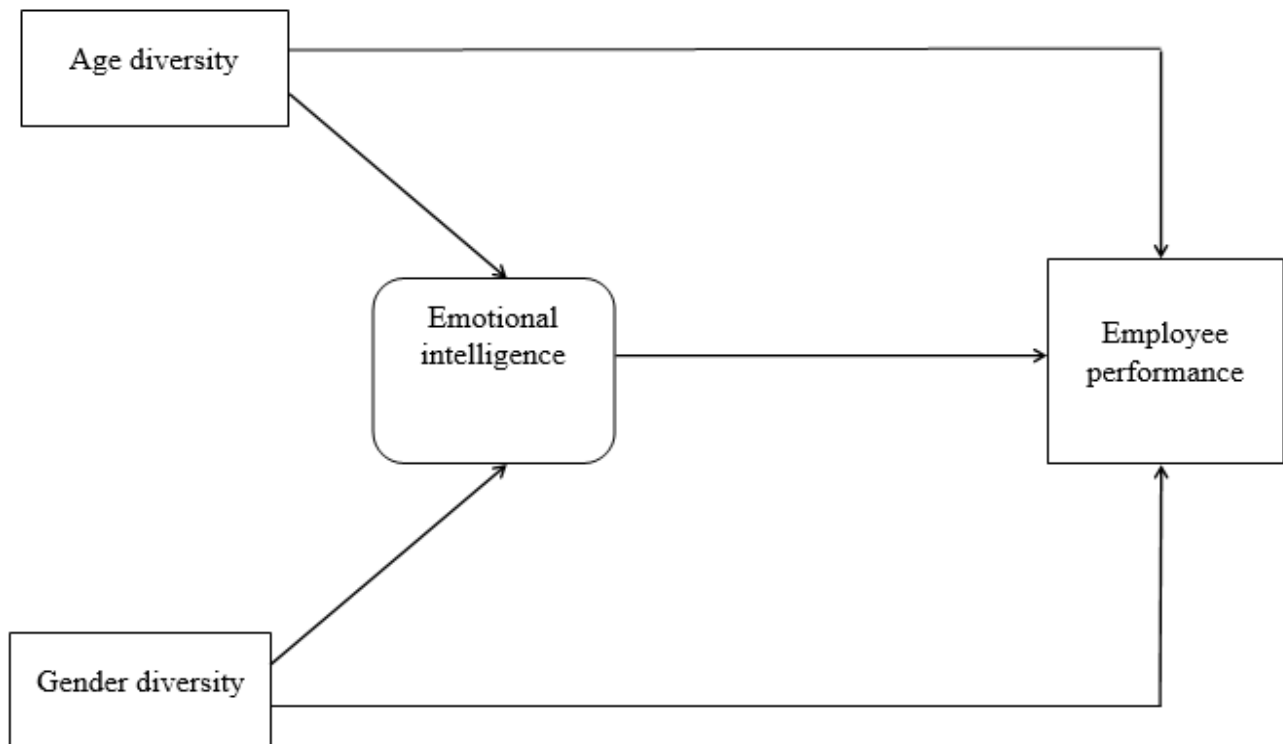 Age diversity
Emotional
intelligence
Employee
performance
Gender diversity